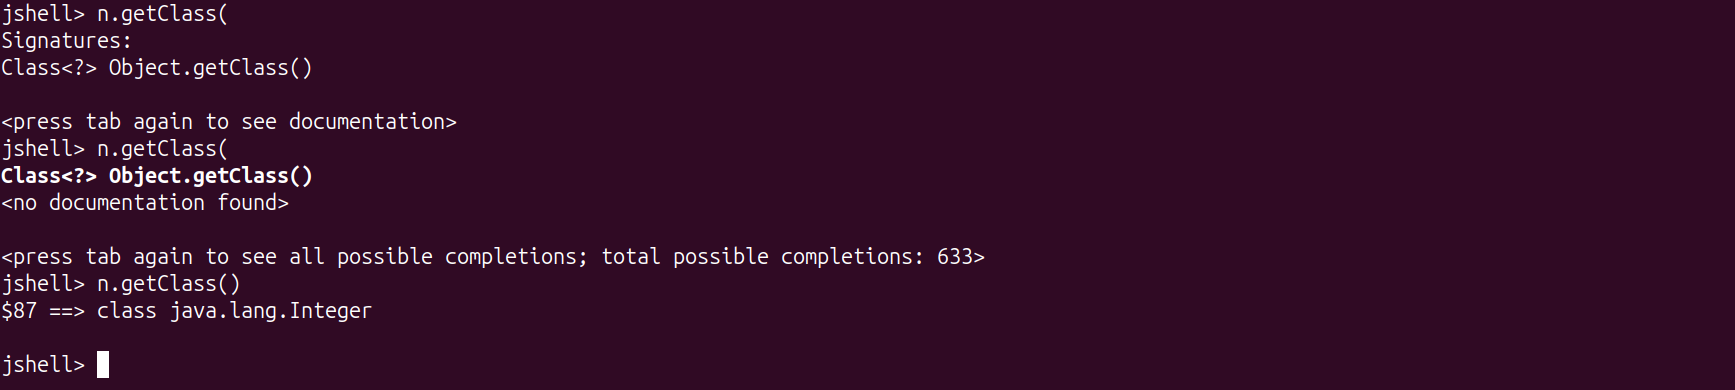 jshell> n.getClass(
Signatures:
Class<?> Object.getClass()
<press tab again to see documentation>
jshell> n.getClass(
Class<?> Object.getClass()
<no documentation found>
<press tab again to see all possible completions; total possible completions: 633>
jshell> n.getClass()
$87 ==> class java.lang.Integer
jshell>